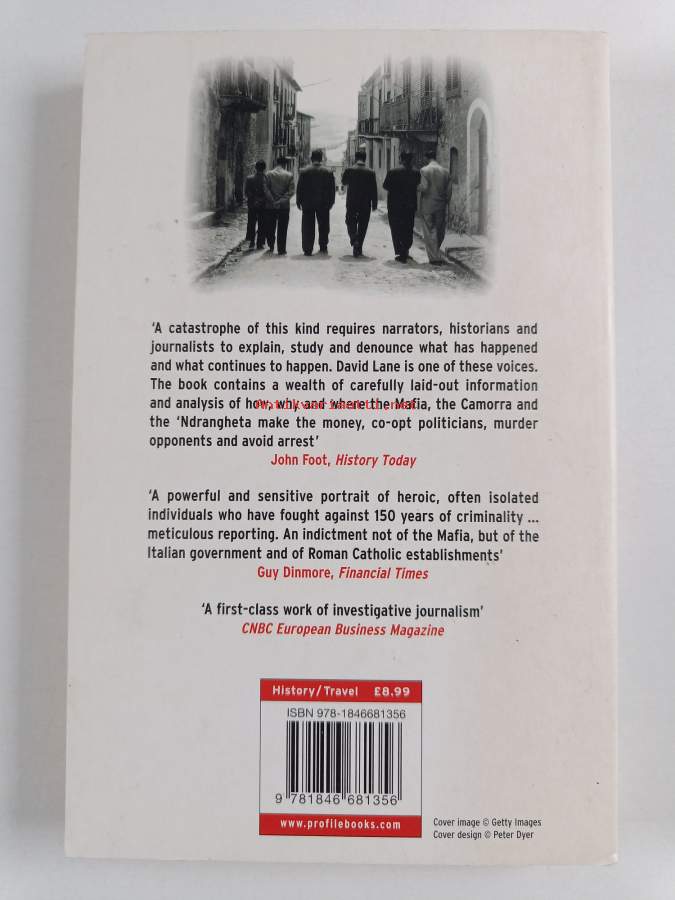 ‘A catastrophe of this kind requires narrators, historians and
journalists to explain, study and denounce what has happened
and what continues to happen. David Lane is one of these voices.
The book contains a wealth of carefully laid-out information
and analysis of how, why and where the Mafia, the Camorra and
Antikvariaatti.net
the ‘Ndrangheta make the money, co-opt politicians, murder
opponents and avoid arrest’
John Foot, History Today
‘A powerful and sensitive portrait of heroic, often isolated
individuals who have fought against 150 years of criminality ...
meticulous reporting. An indictment not of the Mafia, but of the
Italian government and of Roman Catholic establishments’
Guy Dinmore, Financial Times
‘A first-class work of investigative journalism’
CNBC European Business Magazine
History/Travel £8.99
ISBN 978-1846681356
9 781846 681356
www.profilebooks.com
Cover image © Getty Images
Cover design © Peter Dyer